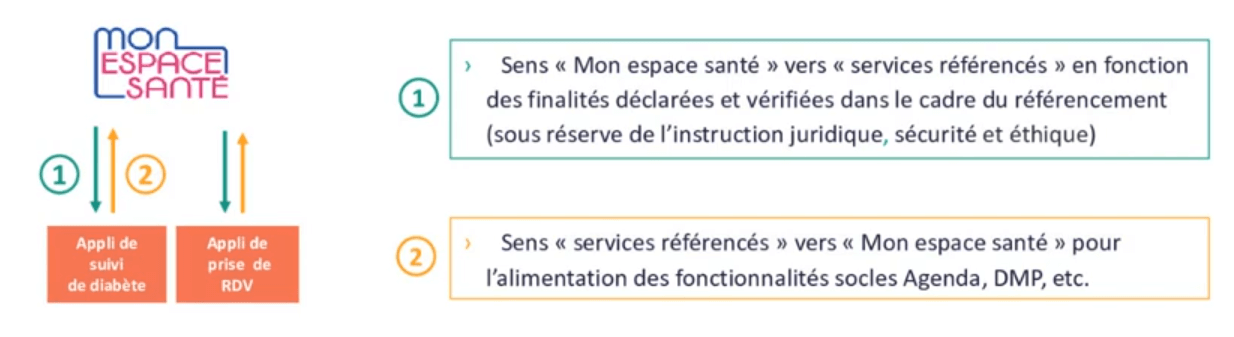 mon
ESPACE
SANTÉ
1
2
Appli de
suivi
de diabète
Appli de
prise de
RDV
1
› Sens « Mon espace santé » vers « services référencés » en fonction
des finalités déclarées et vérifiées dans le cadre du référencement
(sous réserve de l’instruction juridique, sécurité et éthique)
2
› Sens « services référencés » vers « Mon espace santé » pour
l’alimentation des fonctionnalités socles Agenda, DMP, etc.